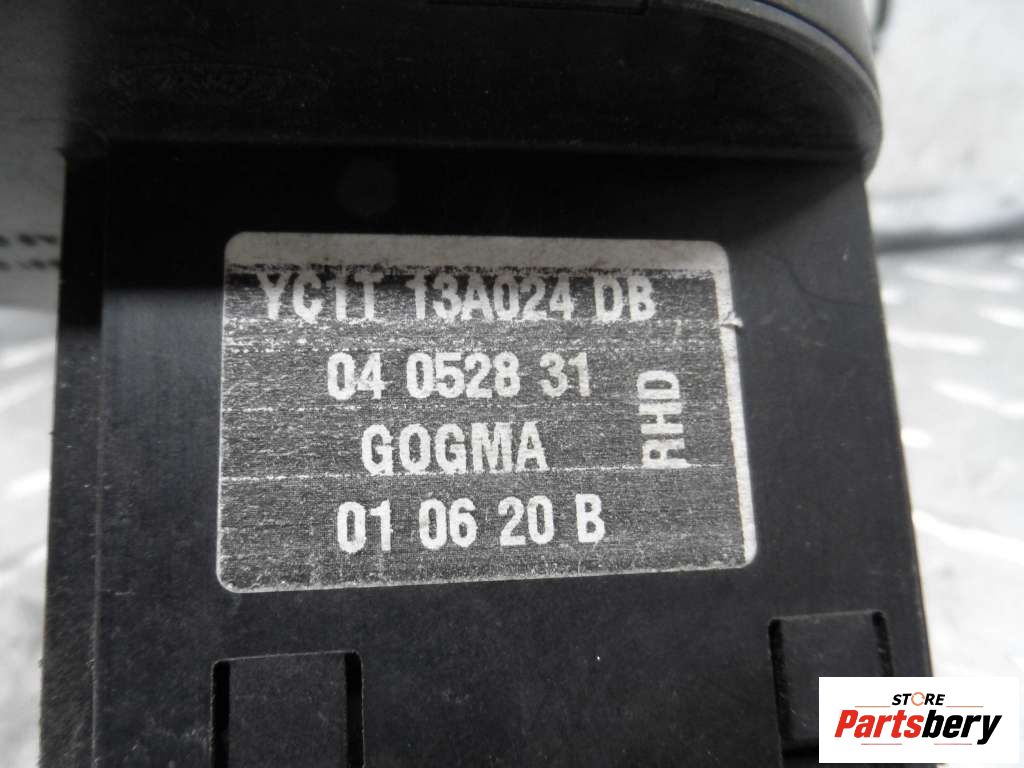 YC1T 13A024 DB
04 0528 31
GOGMA
01 06 20 B
RHD
STORE
Partsbery